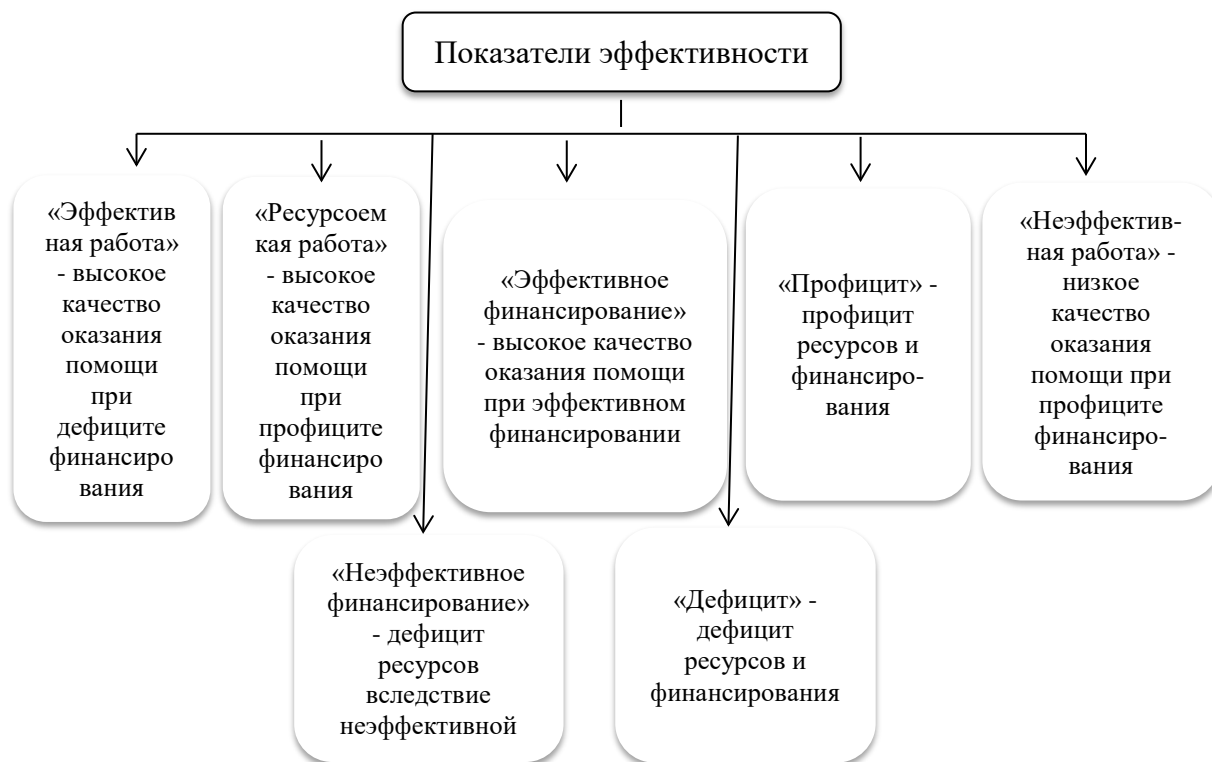 Показатели эффективности
«Эффектив
ная работа»
- высокое
качество
оказания
помощи
при
дефиците
финансиро
вания
«Ресурсоем
кая работа»
- высокое
качество
оказания
помощи
при
профиците
финансиро
вания
«Эффективное
финансирование»
- высокое качество
оказания помощи
при эффективном
финансировании
«Профицит» -
профицит
ресурсов и
финансиро-
вания
«Неэффектив-
ная работа» -
низкое
качество
оказания
помощи при
профиците
финансиро-
вания
«Неэффективное
финансирование»
- дефицит
ресурсов
вследствие
неэффективной
«Дефицит» -
дефицит
ресурсов и
финансирования